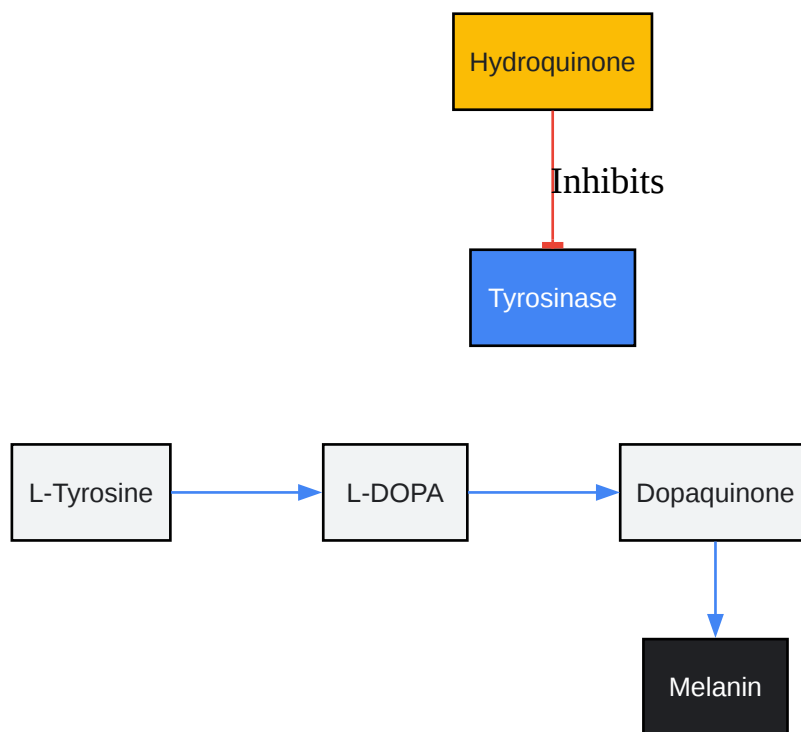 Hydroquinone
Inhibits
Tyrosinase
L-Tyrosine
L-DOPA
Dopaquinone
Melanin